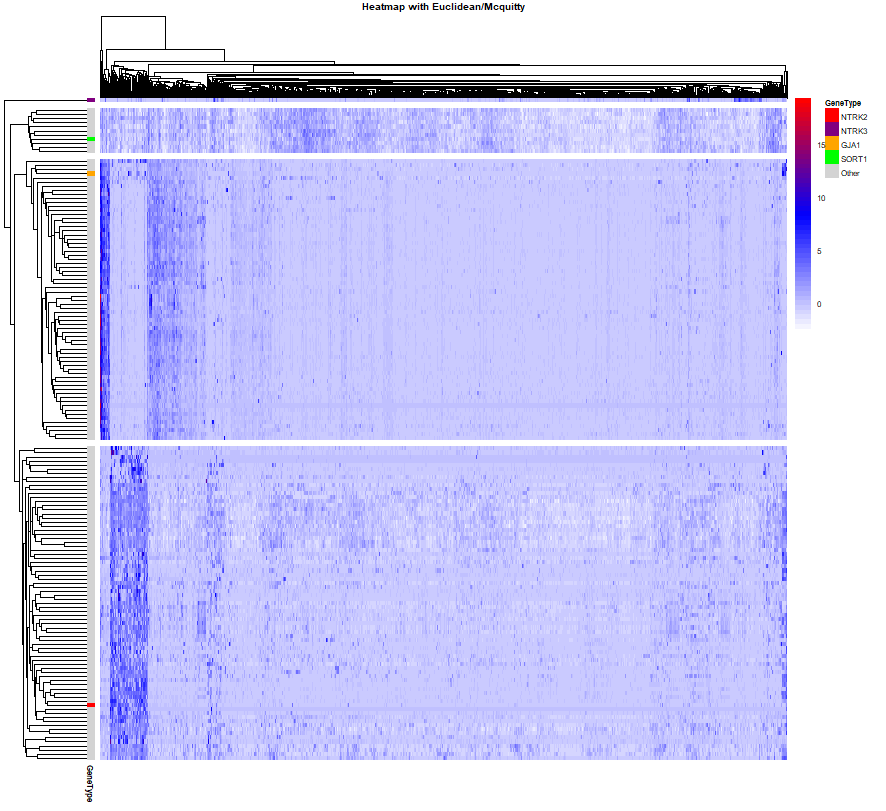 Heatmap with Euclidean/Mcquitty
GeneType
NTRK2
NTRK3
GJA1
SORT1
Other
15
10
5
0
GeneType